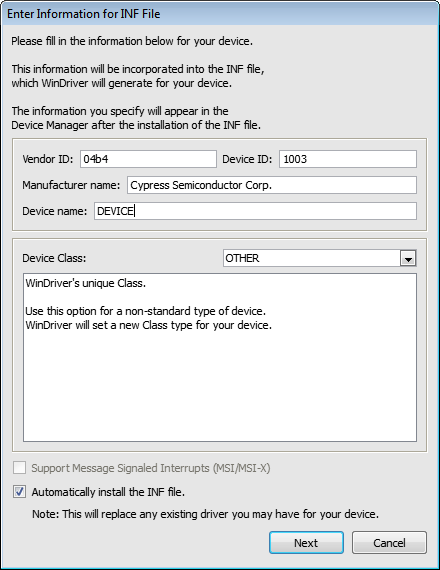 Enter Information for INF File
Please fill in the information below for your device.
This information will be incorporated into the INF file,
which WinDriver will generate for your device.
The information you specify will appear in the
Device Manager after the installation of the INF file.
Vendor ID: 04b4 Device ID: 1003
Manufacturer name: Cypress Semiconductor Corp.
Device name: DEVICE
Device Class: OTHER
WinDriver's unique Class.
Use this option for a non-standard type of device.
WinDriver will set a new Class type for your device.
Support Message Signaled Interrupts (MSI/MSI-X)
Automatically install the INF file.
Note: This will replace any existing driver you may have for your device.
Next Cancel